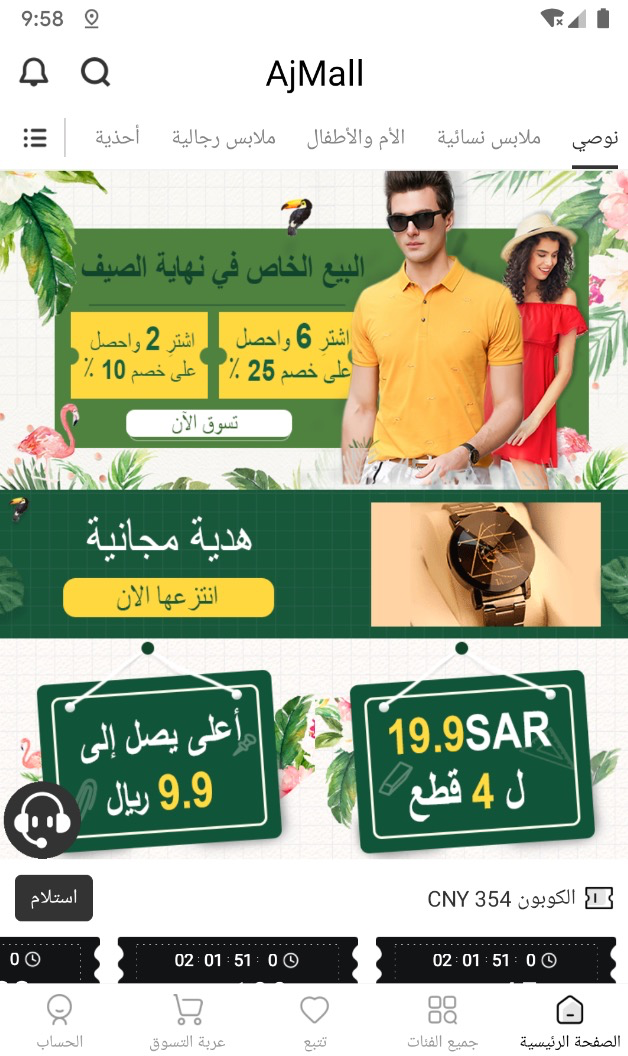 9:58
AjMall
نوصي
ملابس نسائية
الأم والأطفال
ملابس رجالية
أحذية
البيع الخاص في نهاية الصيف
اشترِ 6 واحصل
على خصم 25 ٪
اشترِ 2 واحصل
على خصم 10 ٪
تسوق الآن
هدية مجانية
انتزعها الان
19.9SAR
ل 4 قطع
أعلى يصل إلى
9.9 ريال
الكوبون CNY 354
استلام
0 02 : 01 : 51
0 02 : 01 : 51
0
الصفحة الرئيسية
جميع الفئات
تتبع
عربة التسوق
الحساب